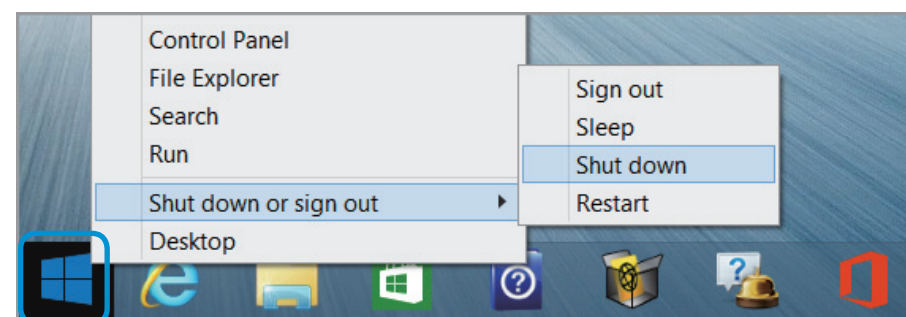 Control Panel
File Explorer
Search
Run
Shut down or sign out
Desktop
Sign out
Sleep
Shut down
Restart
?
?